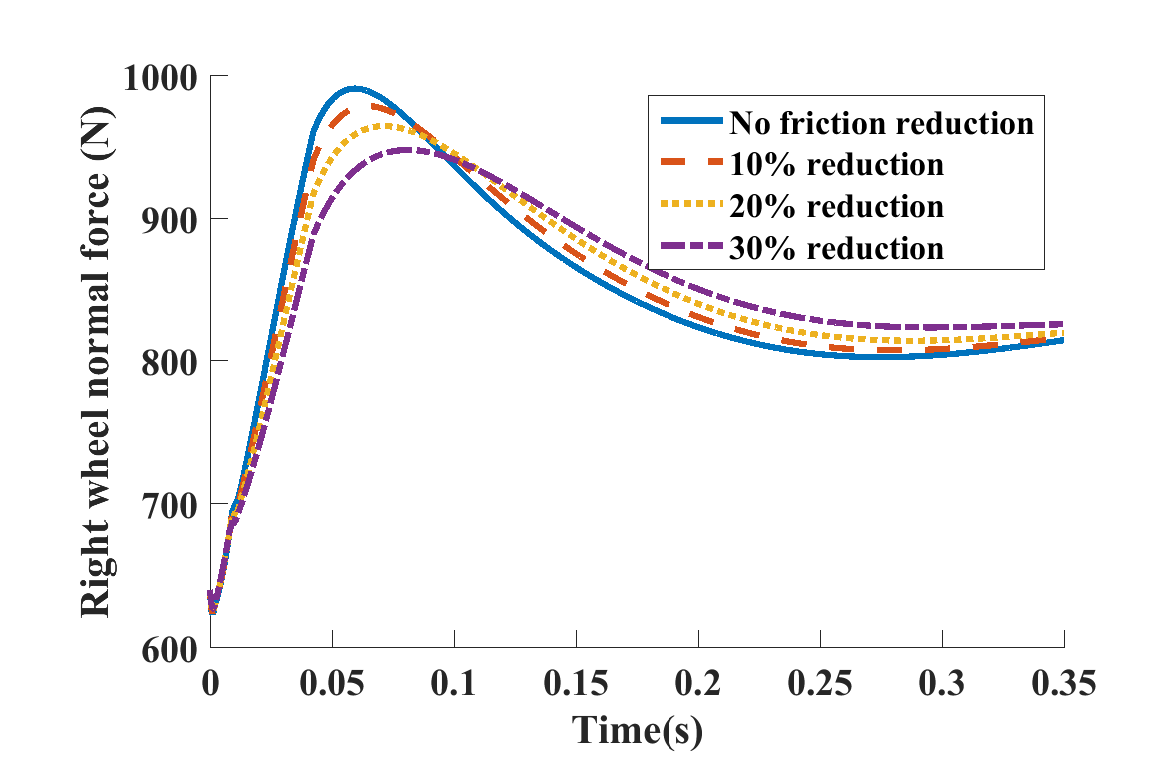 Right wheel normal force (N)
1000
900
800
700
600
0
0.05
0.1
0.15
0.2
0.25
0.3
0.35
Time(s)
No friction reduction
10% reduction
20% reduction
30% reduction